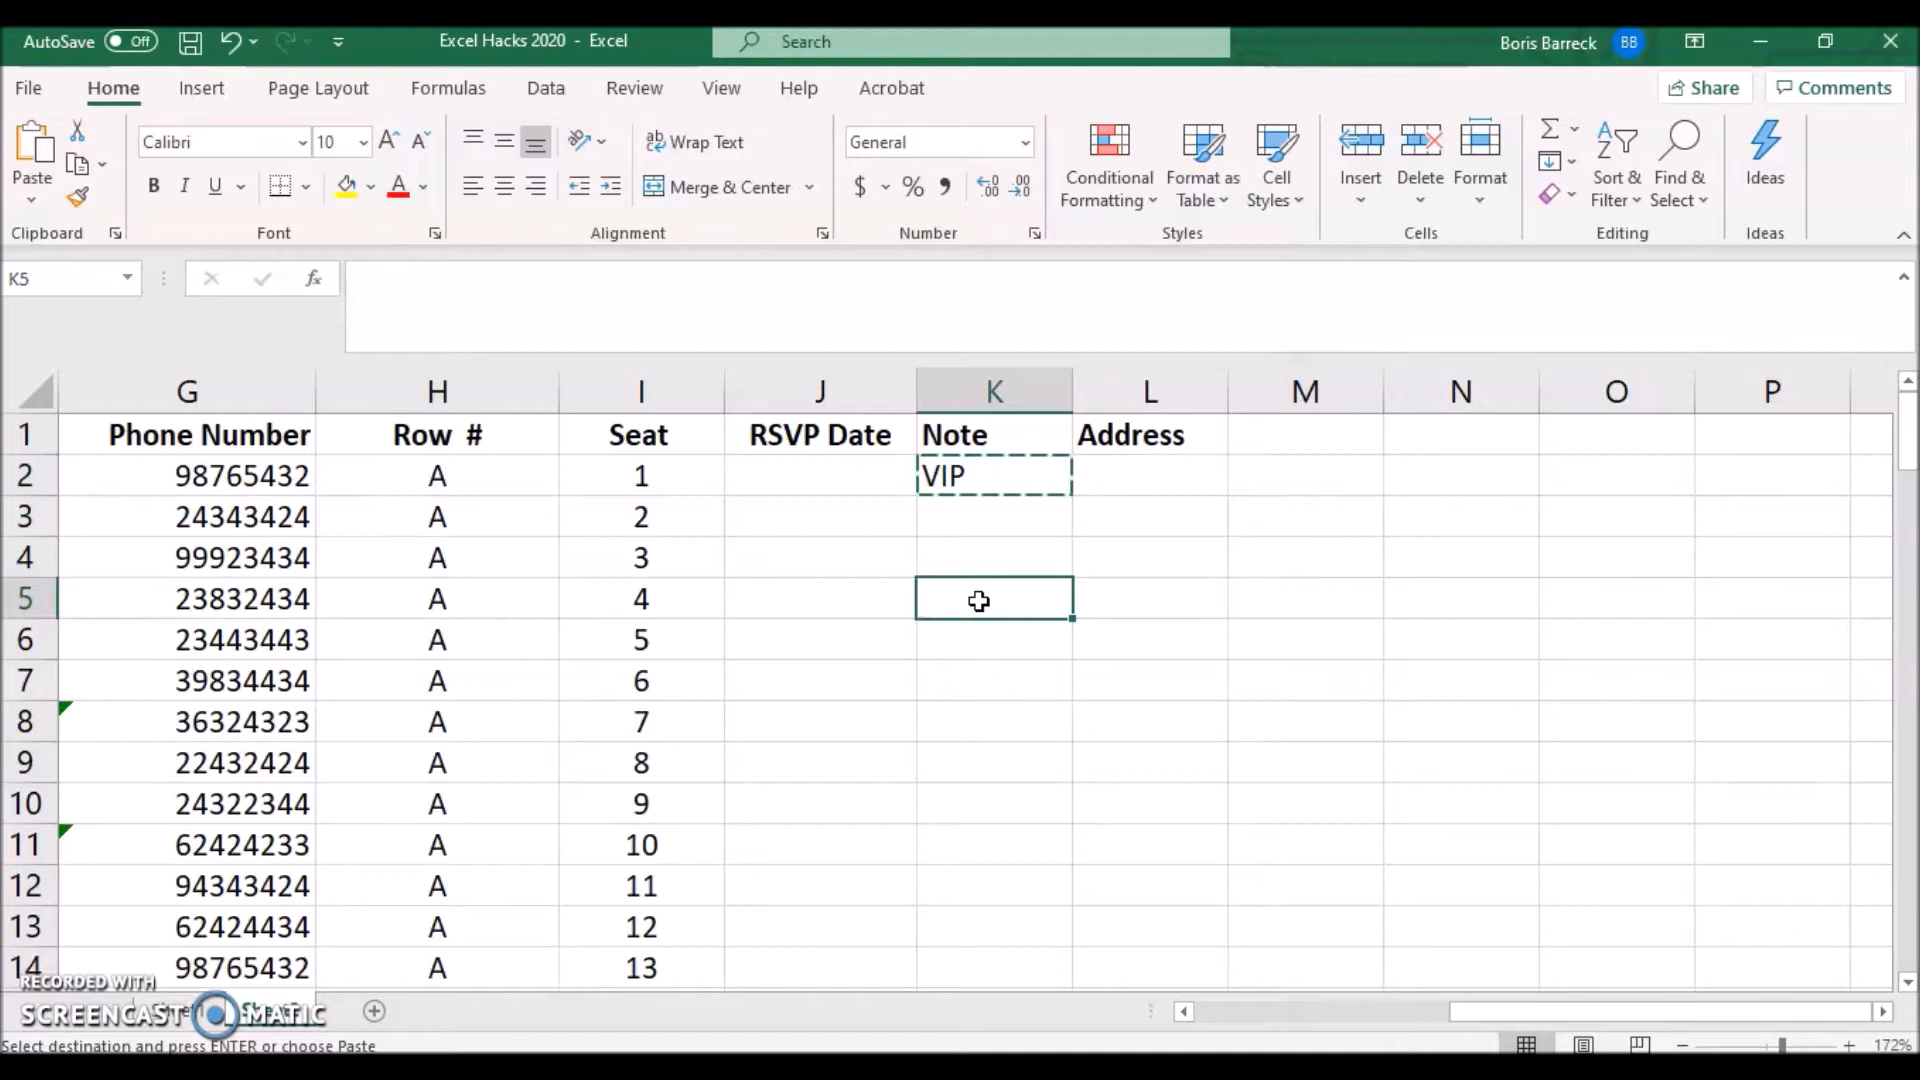 AutoSave Off Excel Hacks 2020 - Excel Search Boris Barreck BB
File Home Insert Page Layout Formulas Data Review View Help Acrobat Share Comments
Paste Calibri 10 Wrap Text General Conditional Formatting Format as Table Cell Styles Insert Delete Format Sort & Filter Find & Select Ideas
B I U A Merge & Center $ % ,
Clipboard Font Alignment Number Styles Cells Editing Ideas
K5 fx
G H I J K L M N O P
1 Phone Number Row # Seat RSVP Date Note Address
2 98765432 A 1 VIP
3 24343424 A 2
4 99923434 A 3
5 23832434 A 4
6 23443443 A 5
7 39834434 A 6
8 36324323 A 7
9 22432424 A 8
10 24322344 A 9
11 62424233 A 10
12 94343424 A 11
13 62424434 A 12
14 98765432 A 13
RECORDED WITH
SCREENCAST MATIC
Select destination and press ENTER or choose Paste 172%